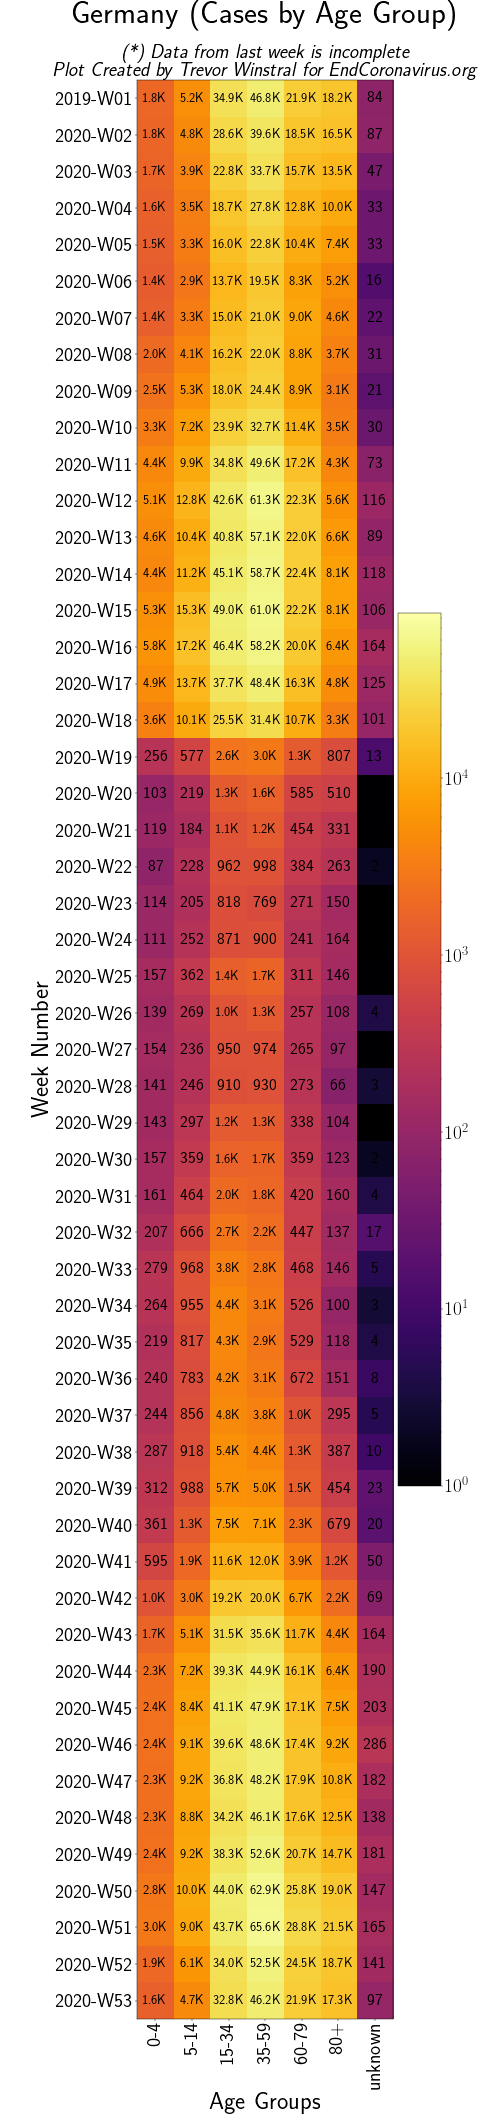 Germany (Cases by Age Group)
(*) Data from last week is incomplete
Plot Created by Trevor Winstral for EndCoronavirus.org
2019-W01 1.8K 5.2K 34.9K 46.8K 21.9K 18.2K 84
2020-W02 1.8K 4.8K 28.6K 39.6K 18.5K 16.5K 87
2020-W03 1.7K 3.9K 22.8K 33.7K 15.7K 13.5K 47
2020-W04 1.6K 3.5K 18.7K 27.8K 12.8K 10.0K 33
2020-W05 1.5K 3.3K 16.0K 22.8K 10.4K 7.4K 33
2020-W06 1.4K 2.9K 13.7K 19.5K 8.3K 5.2K 16
2020-W07 1.4K 3.3K 15.0K 21.0K 9.0K 4.6K 22
2020-W08 2.0K 4.1K 16.2K 22.0K 8.8K 3.7K 31
2020-W09 2.5K 5.3K 18.0K 24.4K 8.9K 3.1K 21
2020-W10 3.3K 7.2K 23.9K 32.7K 11.4K 3.5K 30
2020-W11 4.4K 9.9K 34.8K 49.6K 17.2K 4.3K 73
2020-W12 5.1K 12.8K 42.6K 61.3K 22.3K 5.6K 116
2020-W13 4.6K 10.4K 40.8K 57.1K 22.0K 6.6K 89
2020-W14 4.4K 11.2K 45.1K 58.7K 22.4K 8.1K 118
2020-W15 5.3K 15.3K 49.0K 61.0K 22.2K 8.1K 106
2020-W16 5.8K 17.2K 46.4K 58.2K 20.0K 6.4K 164
2020-W17 4.9K 13.7K 37.7K 48.4K 16.3K 4.8K 125
2020-W18 3.6K 10.1K 25.5K 31.4K 10.7K 3.3K 101
2020-W19 256 577 2.6K 3.0K 1.3K 807 13
2020-W20 103 219 1.3K 1.6K 585 510
2020-W21 119 184 1.1K 1.2K 454 331
2020-W22 87 228 962 998 384 263 2
2020-W23 114 205 818 769 271 150
2020-W24 111 252 871 900 241 164
2020-W25 157 362 1.4K 1.7K 311 146
2020-W26 139 269 1.0K 1.3K 257 108 4
2020-W27 154 236 950 974 265 97
2020-W28 141 246 910 930 273 66 3
2020-W29 143 297 1.2K 1.3K 338 104
2020-W30 157 359 1.6K 1.7K 359 123 2
2020-W31 161 464 2.0K 1.8K 420 160 4
2020-W32 207 666 2.7K 2.2K 447 137 17
2020-W33 279 968 3.8K 2.8K 468 146 5
2020-W34 264 955 4.4K 3.1K 526 100 3
2020-W35 219 817 4.3K 2.9K 529 118 4
2020-W36 240 783 4.2K 3.1K 672 151 8
2020-W37 244 856 4.8K 3.8K 1.0K 295 5
2020-W38 287 918 5.4K 4.4K 1.3K 387 10
2020-W39 312 988 5.7K 5.0K 1.5K 454 23
2020-W40 361 1.3K 7.5K 7.1K 2.3K 679 20
2020-W41 595 1.9K 11.6K 12.0K 3.9K 1.2K 50
2020-W42 1.0K 3.0K 19.2K 20.0K 6.7K 2.2K 69
2020-W43 1.7K 5.1K 31.5K 35.6K 11.7K 4.4K 164
2020-W44 2.3K 7.2K 39.3K 44.9K 16.1K 6.4K 190
2020-W45 2.4K 8.4K 41.1K 47.9K 17.1K 7.5K 203
2020-W46 2.4K 9.1K 39.6K 48.6K 17.4K 9.2K 286
2020-W47 2.3K 9.2K 36.8K 48.2K 17.9K 10.8K 182
2020-W48 2.3K 8.8K 34.2K 46.1K 17.6K 12.5K 138
2020-W49 2.4K 9.2K 38.3K 52.6K 20.7K 14.7K 181
2020-W50 2.8K 10.0K 44.0K 62.9K 25.8K 19.0K 147
2020-W51 3.0K 9.0K 43.7K 65.6K 28.8K 21.5K 165
2020-W52 1.9K 6.1K 34.0K 52.5K 24.5K 18.7K 141
2020-W53 1.6K 4.7K 32.8K 46.2K 21.9K 17.3K 97
0-4 5-14 15-34 35-59 60-79 80+ unknown
Age Groups
Week Number
10⁴
10³
10²
10¹
10⁰